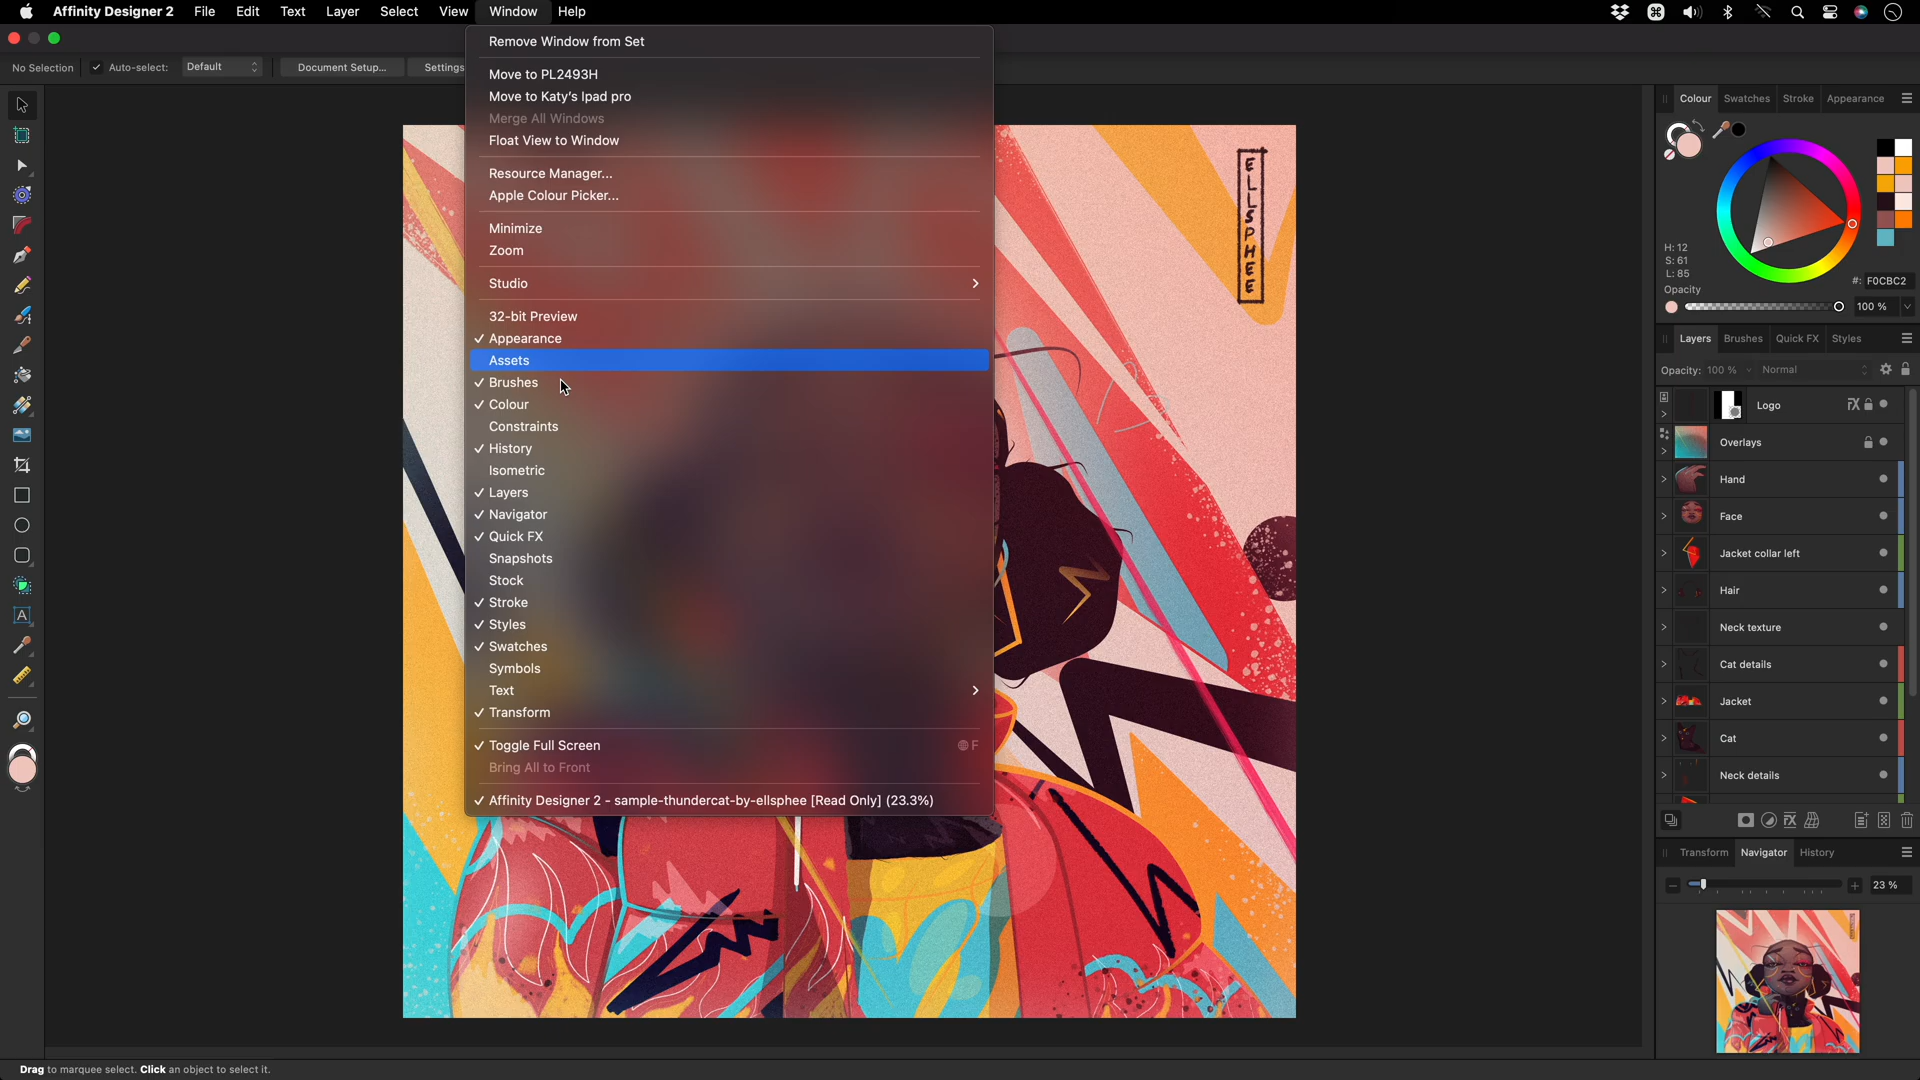 Affinity Designer 2 File Edit Text Layer Select View Window Help
No Selection Auto-select: Default Document Setup... Settings
Remove Window from Set
Move to PL2493H
Move to Katy's Ipad pro
Merge All Windows
Float View to Window
Resource Manager...
Apple Colour Picker...
Minimize
Zoom
Studio
32-bit Preview
Appearance
Assets
Brushes
Colour
Constraints
History
Isometric
Layers
Navigator
Quick FX
Snapshots
Stock
Stroke
Styles
Swatches
Symbols
Text
Transform
Toggle Full Screen F
Bring All to Front
Affinity Designer 2 - sample-thundercat-by-ellsphee [Read Only] (23.3%)
ELLSPHEE
Colour Swatches Stroke Appearance
H: 12
S: 61
L: 85
#: F0CBC2
Opacity
100 %
Layers Brushes Quick FX Styles
Opacity: 100 % Normal
Logo
Overlays
Hand
Face
Jacket collar left
Hair
Neck texture
Cat details
Jacket
Cat
Neck details
Transform Navigator History
23 %
Drag to marquee select. Click an object to select it.